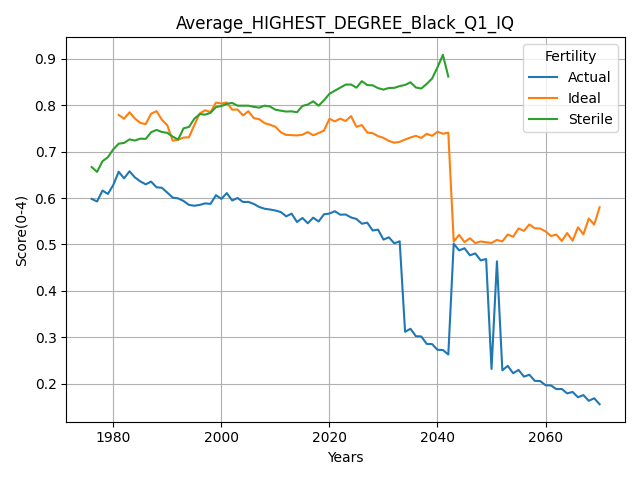 Average_HIGHEST_DEGREE_Black_Q1_IQ
Fertility
Actual
Ideal
Sterile
Score(0-4)
0.9
0.8
0.7
0.6
0.5
0.4
0.3
0.2
1980 2000 2020 2040 2060
Years